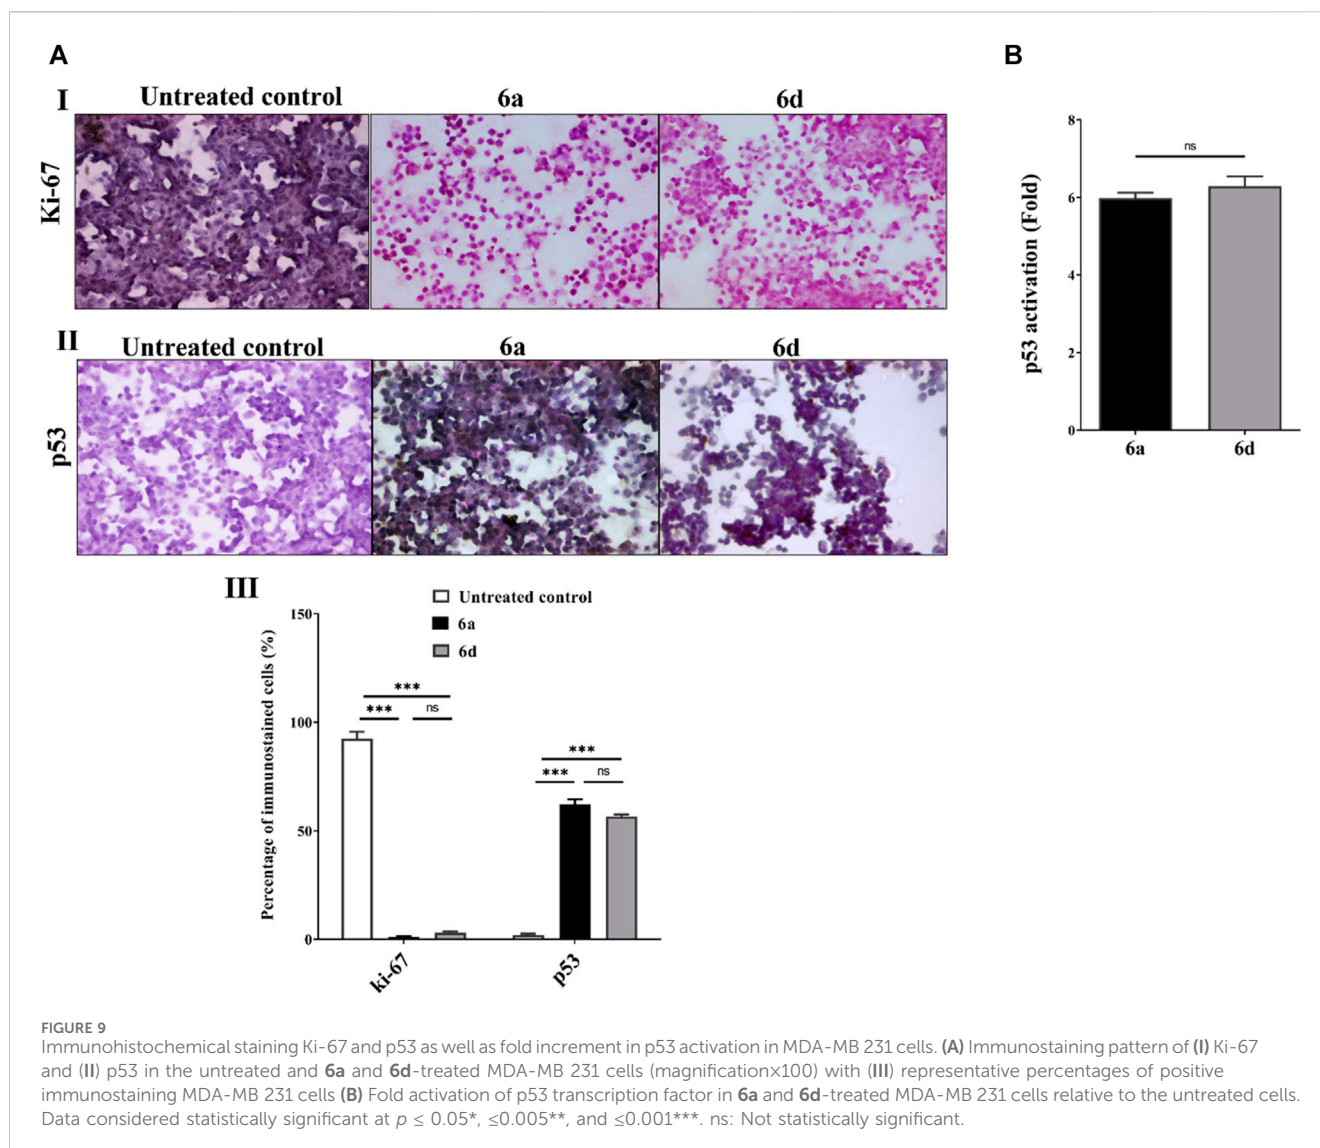 A
B
I
Untreated control
6a
6d
Ki-67
II
Untreated control
6a
6d
p53
8
6
4
2
0
p53 activation (Fold)
ns
6a
6d
III
Untreated control
6a
6d
150
100
50
0
Percentage of immunostained cells (%)
***
***
ns
***
***
ns
ki-67
p53
FIGURE 9
Immunohistochemical staining Ki-67 and p53 as well as fold increment in p53 activation in MDA-MB 231 cells. (A) Immunostaining pattern of (I) Ki-67
and (II) p53 in the untreated and 6a and 6d-treated MDA-MB 231 cells (magnification×100) with (III) representative percentages of positive
immunostaining MDA-MB 231 cells (B) Fold activation of p53 transcription factor in 6a and 6d-treated MDA-MB 231 cells relative to the untreated cells.
Data considered statistically significant at p ≤ 0.05*, ≤0.005**, and ≤0.001***. ns: Not statistically significant.